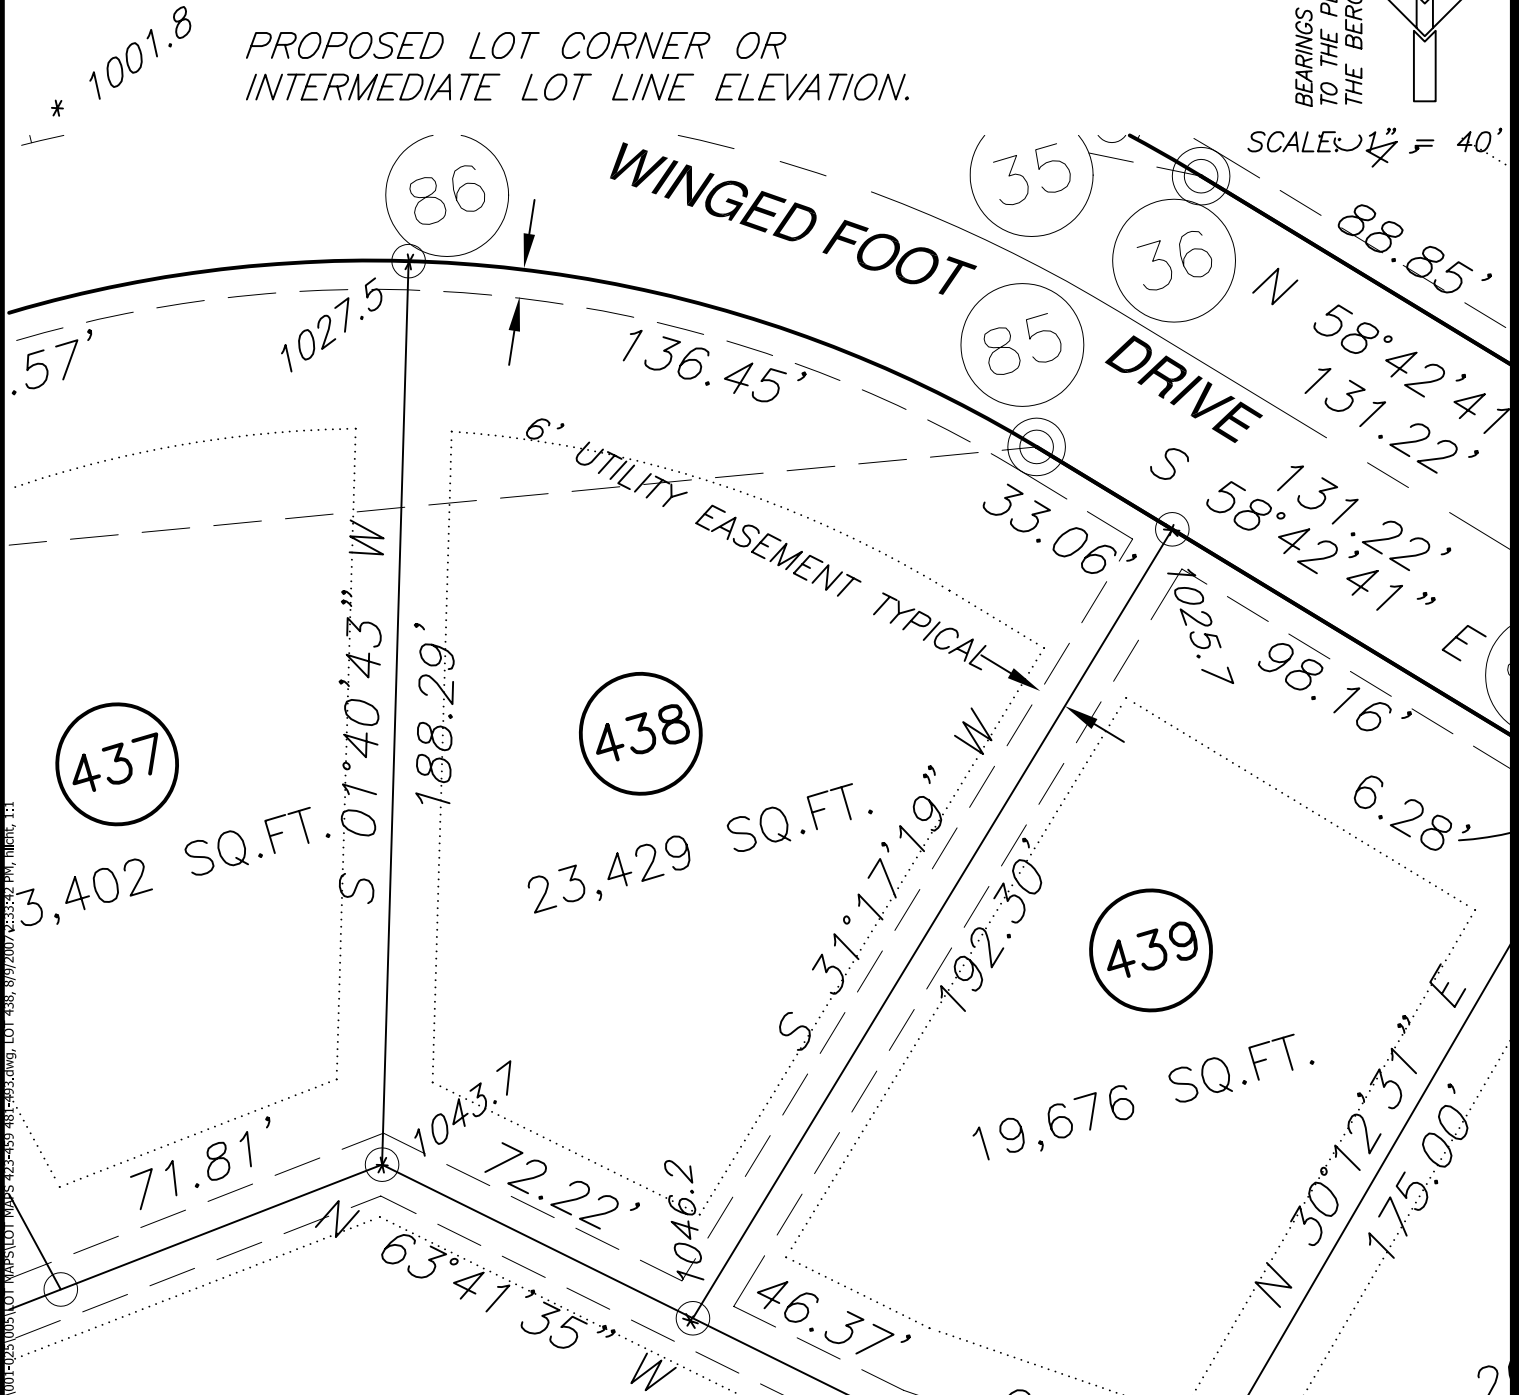 * 1001.8
PROPOSED LOT CORNER OR
INTERMEDIATE LOT LINE ELEVATION.
BEARINGS
TO THE
THE
SCALE: 1" = 40'
86
WINGED FOOT
DRIVE
35
36
85
88.85'
N 58°42'41
131.22'
131.22'
S 58°42'41" E
1027.5
.57'
136.45'
6' UTILITY EASEMENT TYPICAL
33.06'
1025.7
98.16'
6.28'
S 01°40'43" W
188.29'
437
3,402 SQ.FT.
438
23,429 SQ.FT.
S 31°17'19" W
192.30'
439
19,676 SQ.FT.
N 30°12'31" E
175.00'
1043.7
71.81'
72.22'
1046.2
N 63°41'35" W
46.37'